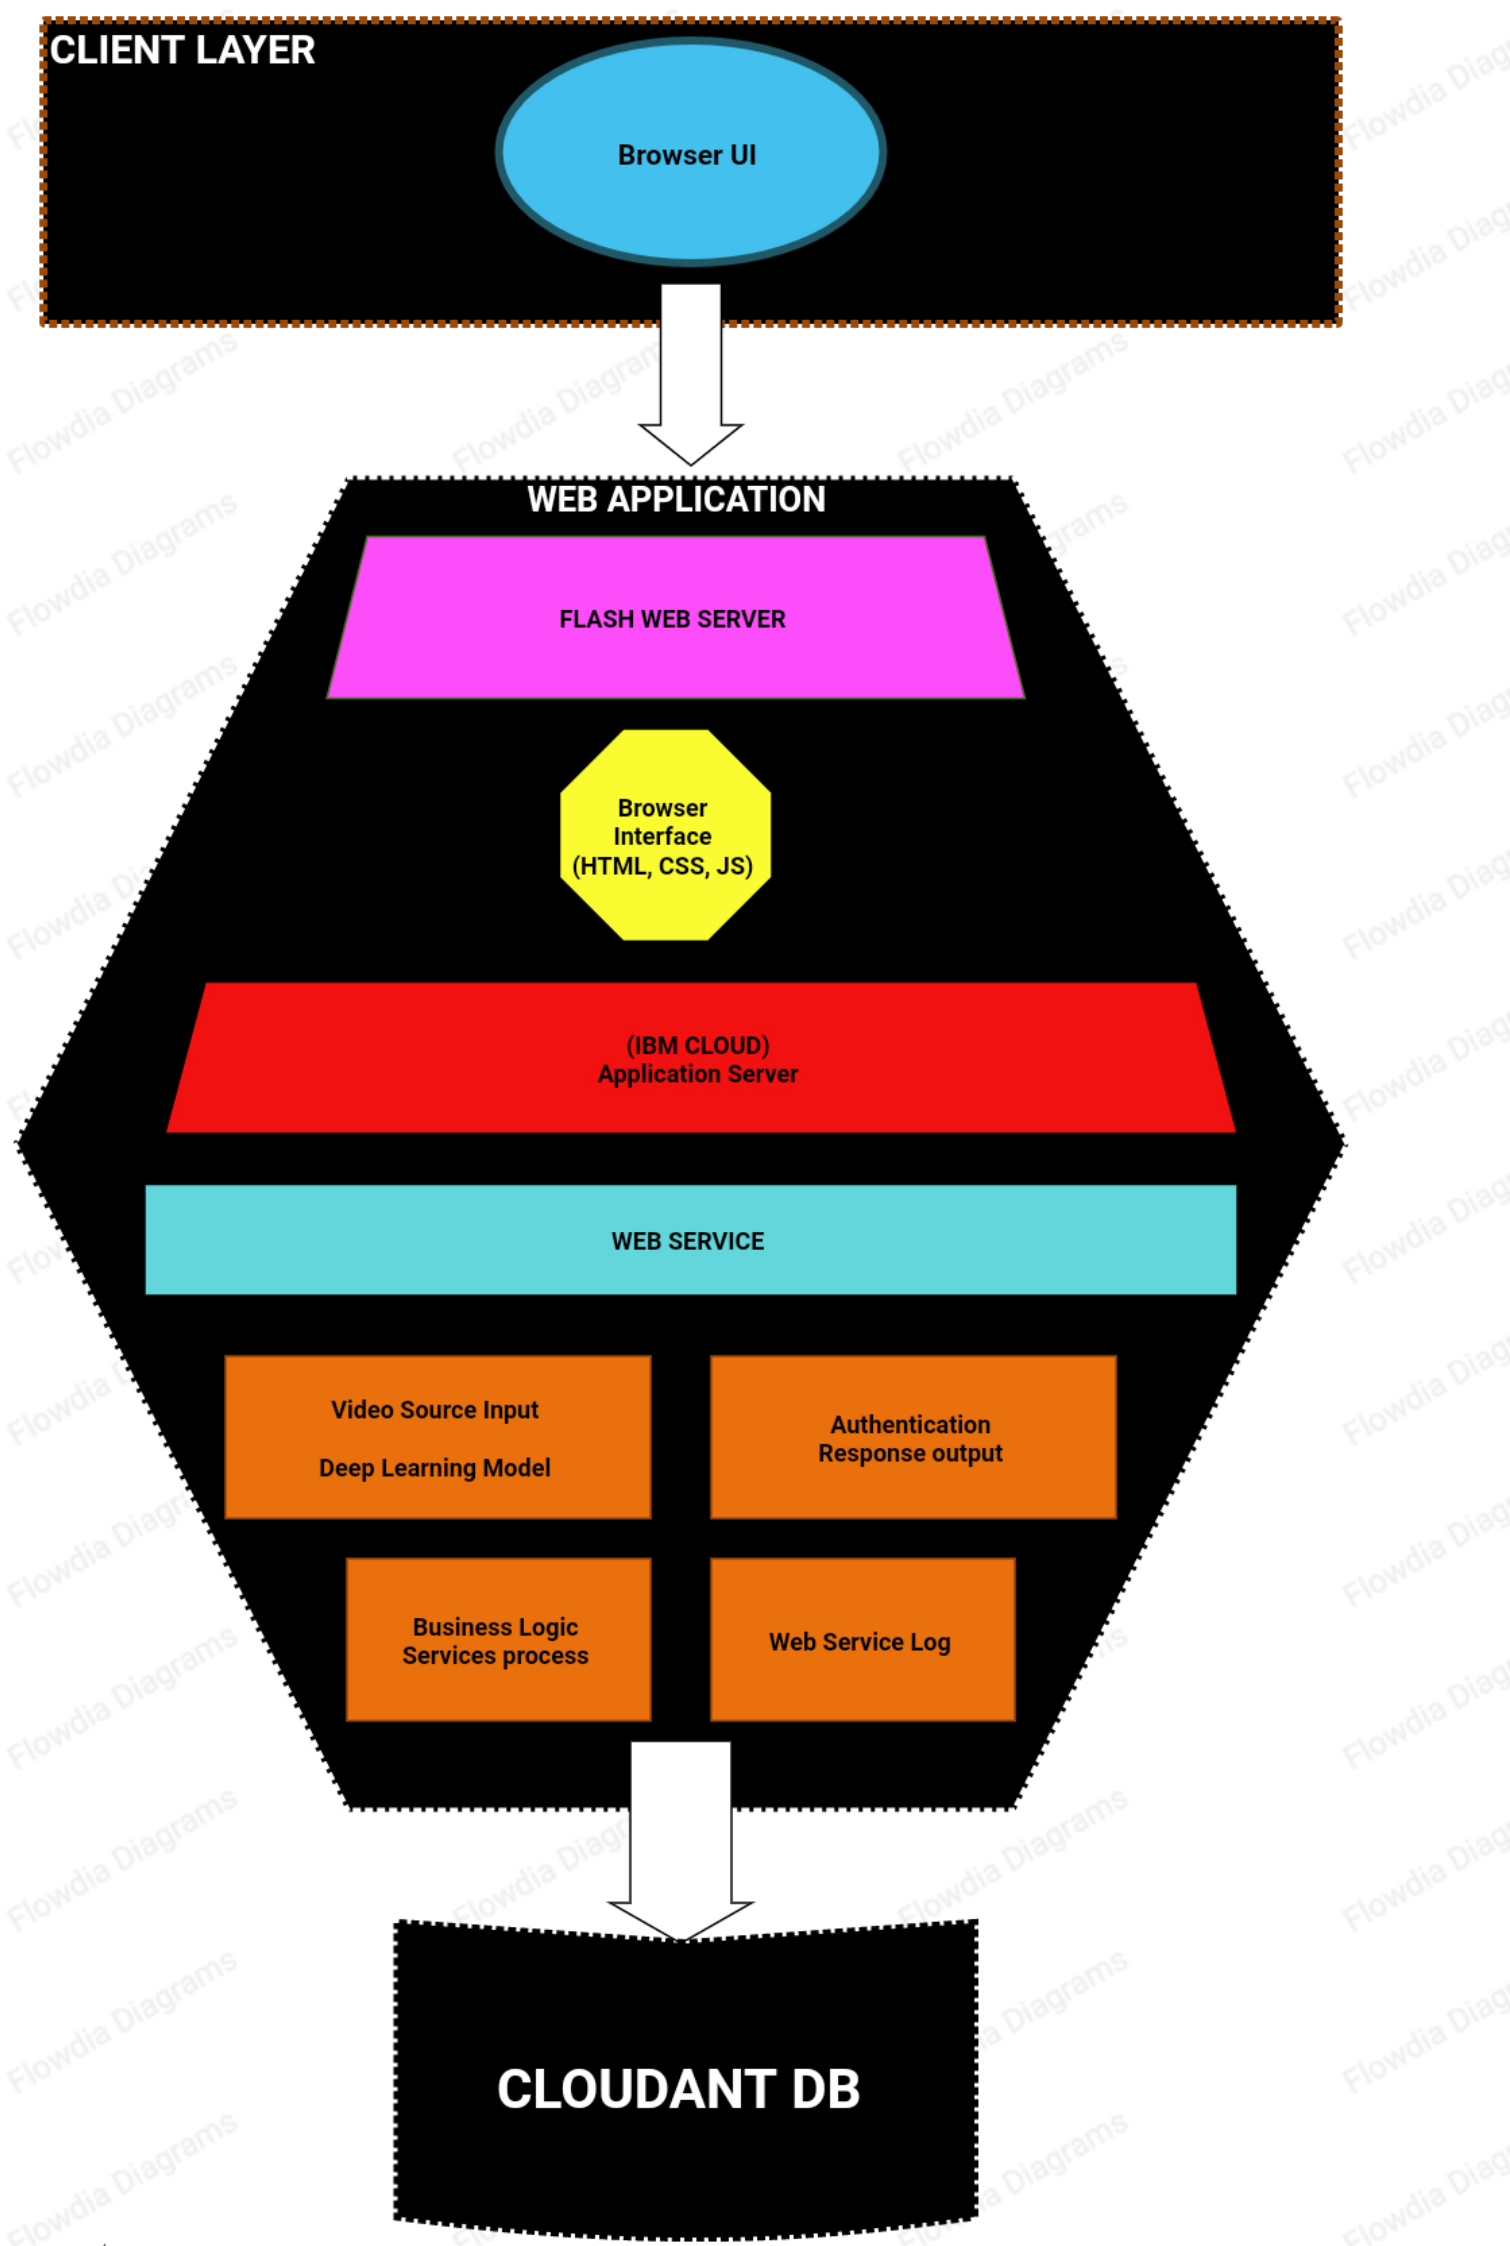 CLIENT LAYER
Browser UI
WEB APPLICATION
FLASH WEB SERVER
Browser
Interface
(HTML, CSS, JS)
(IBM CLOUD)
Application Server
WEB SERVICE
Video Source Input
Deep Learning Model
Authentication
Response output
Business Logic
Services process
Web Service Log
CLOUDANT DB
Flowdia Diagrams